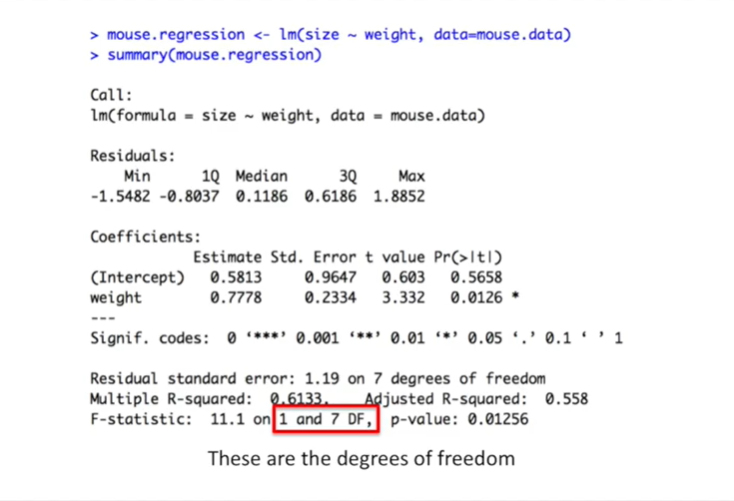 > mouse.regression <- lm(size ~ weight, data=mouse.data)
> summary(mouse.regression)
Call:
lm(formula = size ~ weight, data = mouse.data)
Residuals:
Min 1Q Median 3Q Max
-1.5482 -0.8037 0.1186 0.6186 1.8852
Coefficients:
Estimate Std. Error t value Pr(>|t|)
(Intercept) 0.5813 0.9647 0.603 0.5658
weight 0.7778 0.2334 3.332 0.0126 *
---
Signif. codes: 0 ‘***’ 0.001 ‘**’ 0.01 ‘*’ 0.05 ‘.’ 0.1 ‘ ’ 1
Residual standard error: 1.19 on 7 degrees of freedom
Multiple R-squared: 0.6133, Adjusted R-squared: 0.558
F-statistic: 11.1 on 1 and 7 DF, p-value: 0.01256
These are the degrees of freedom